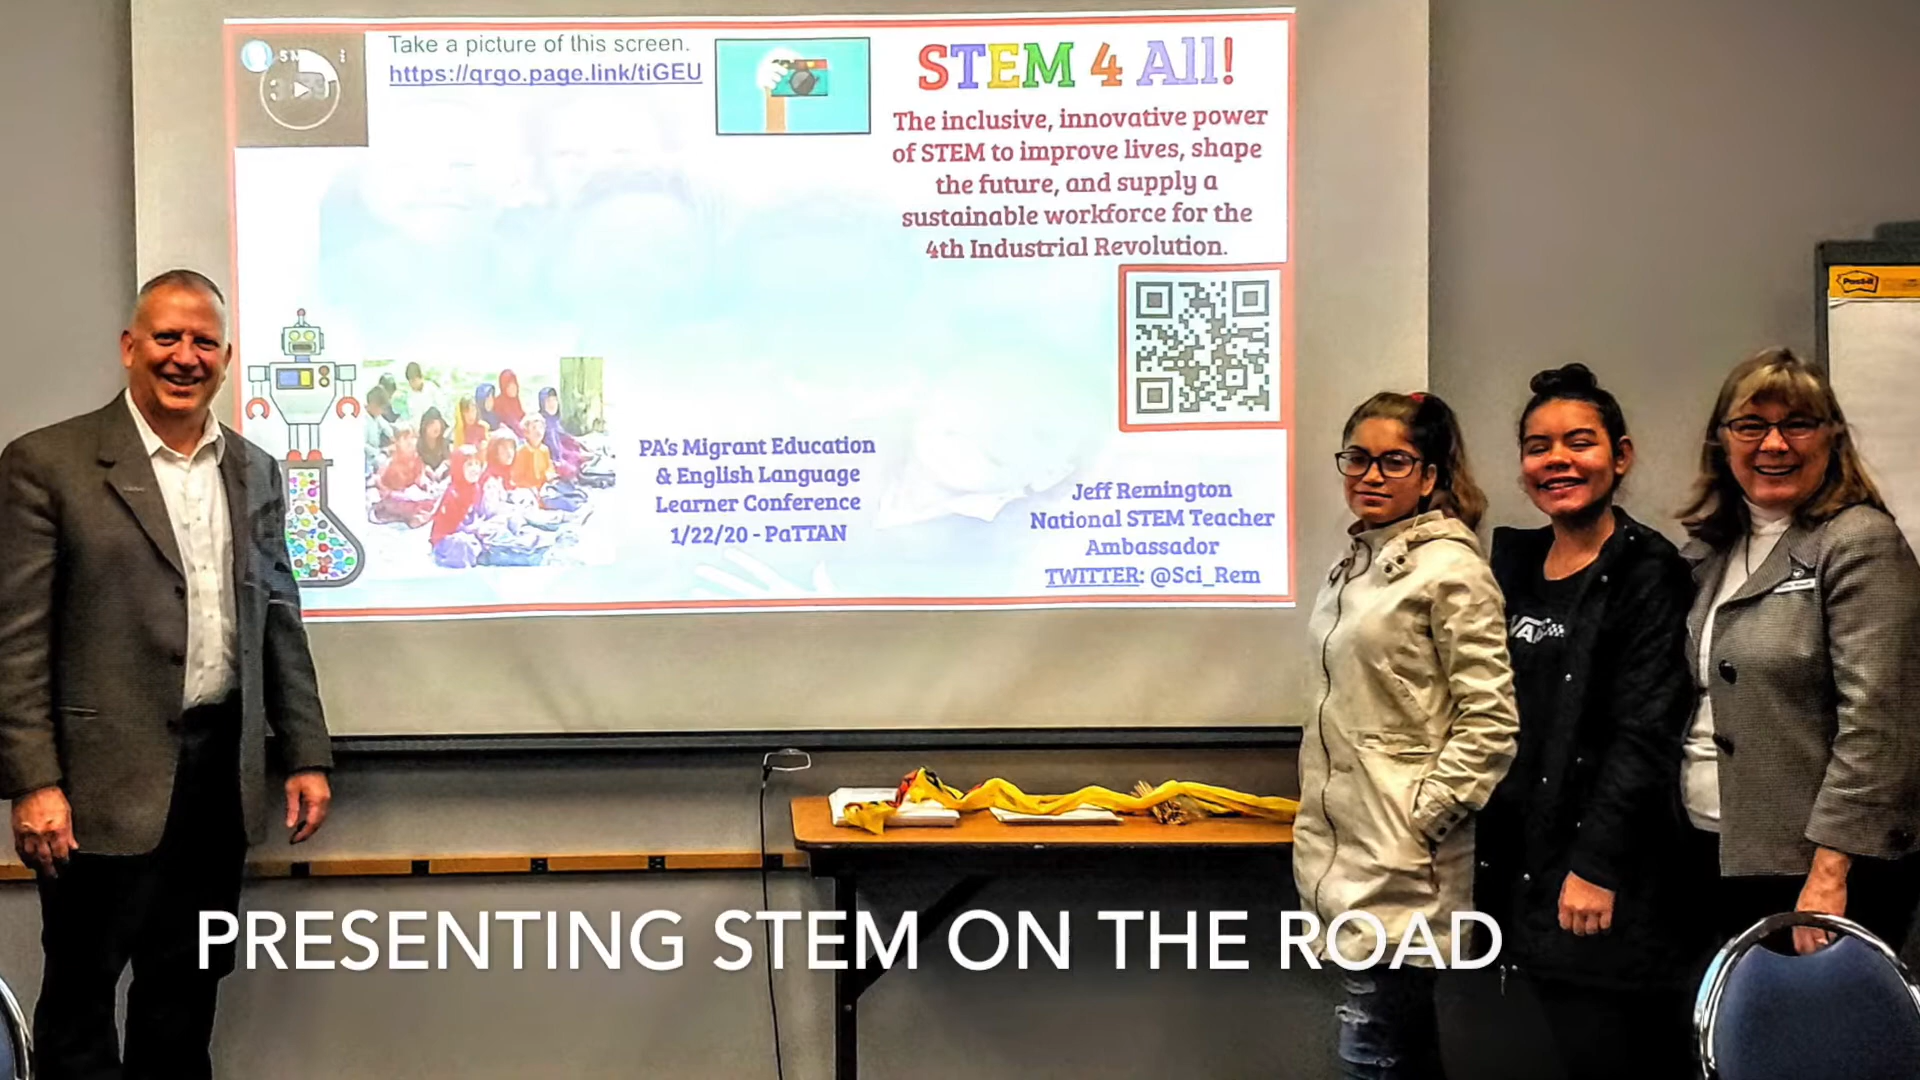 Take a picture of this screen.
https://qrgo.page.link/tiGEU
STEM 4 All!
The inclusive, innovative power
of STEM to improve lives, shape
the future, and supply a
sustainable workforce for the
4th Industrial Revolution.
PA's Migrant Education
& English Language
Learner Conference
1/22/20 - PaTTAN
Jeff Remington
National STEM Teacher
Ambassador
TWITTER: @Sci_Rem
Post-it
PRESENTING STEM ON THE ROAD